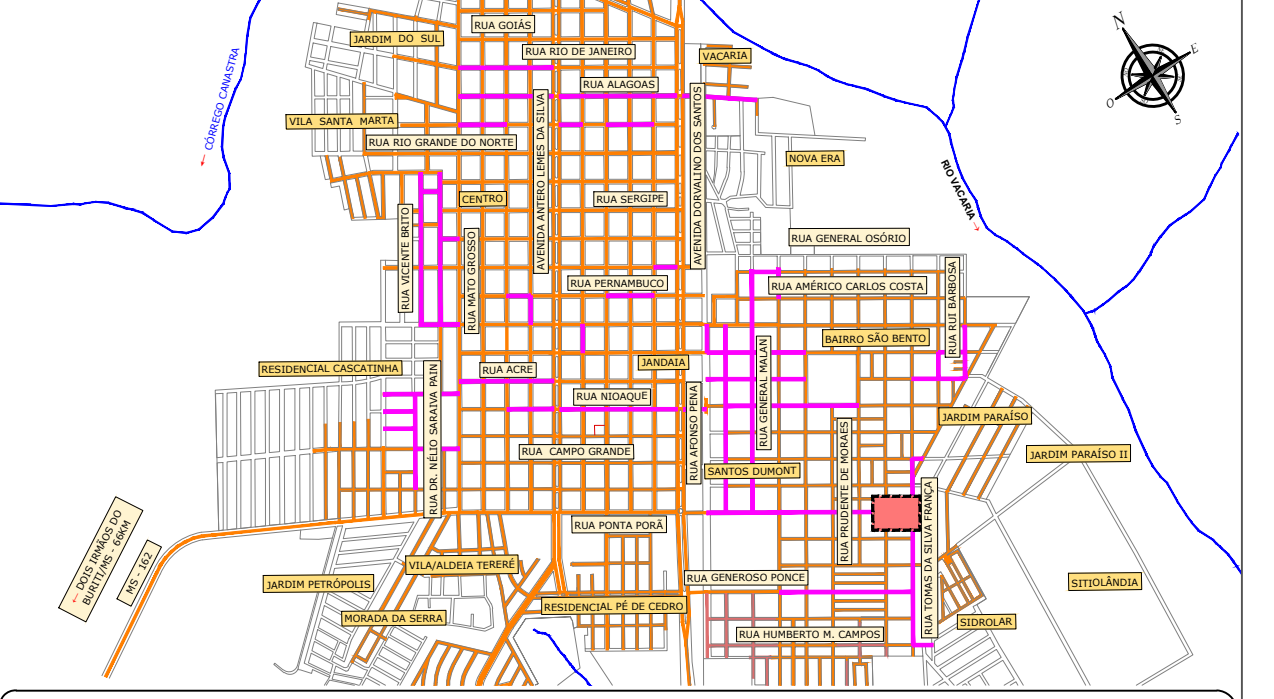 RUA GOIÁS
JARDIM DO SUL
RUA RIO DE JANEIRO
VACARIA
N
E
O
S
CÓRREGO CANASTRA
RUA ALAGOAS
VILA SANTA MARTA
RUA RIO GRANDE DO NORTE
AVENIDA ANTERO LEMES DA SILVA
AVENIDA DORVALINO DOS SANTOS
NOVA ERA
RIO VACARIA
CENTRO
RUA SERGIPE
RUA VICENTE BRITO
RUA MATO GROSSO
RUA GENERAL OSÓRIO
RUA PERNAMBUCO
RUA AMÉRICO CARLOS COSTA
RUA RUI BARBOSA
BAIRRO SÃO BENTO
RESIDENCIAL CASCATINHA
RUA ACRE
JANDAIA
RUA GENERAL MALAN
RUA NIOAQUE
RUA DR. NÉLIO SARAIVA PAIN
RUA AFONSO PENA
JARDIM PARAÍSO
RUA CAMPO GRANDE
JARDIM PARAÍSO II
SANTOS DUMONT
RUA PRUDENTE DE MORAES
RUA TOMAS DA SILVA FRANÇA
RUA PONTA PORÃ
DOIS IRMÃOS DO
BURITI/MS - 66KM
MS - 162
VILA/ALDEIA TERERÉ
JARDIM PETRÓPOLIS
RUA GENEROSO PONCE
SITIOLÂNDIA
RESIDENCIAL PÉ DE CEDRO
MORADA DA SERRA
SIDROLAR
RUA HUMBERTO M. CAMPOS